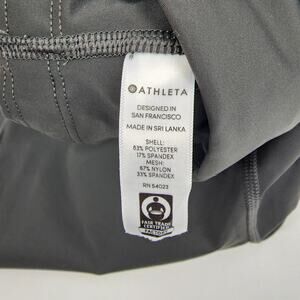 ATHLETA
DESIGNED IN
SAN FRANCISCO
MADE IN SRI LANKA
SHELL:
83% POLYESTER
17% SPANDEX
MESH:
67% NYLON
33% SPANDEX
RN 54023
FAIR TRADE
CERTIFIED
FACTORY